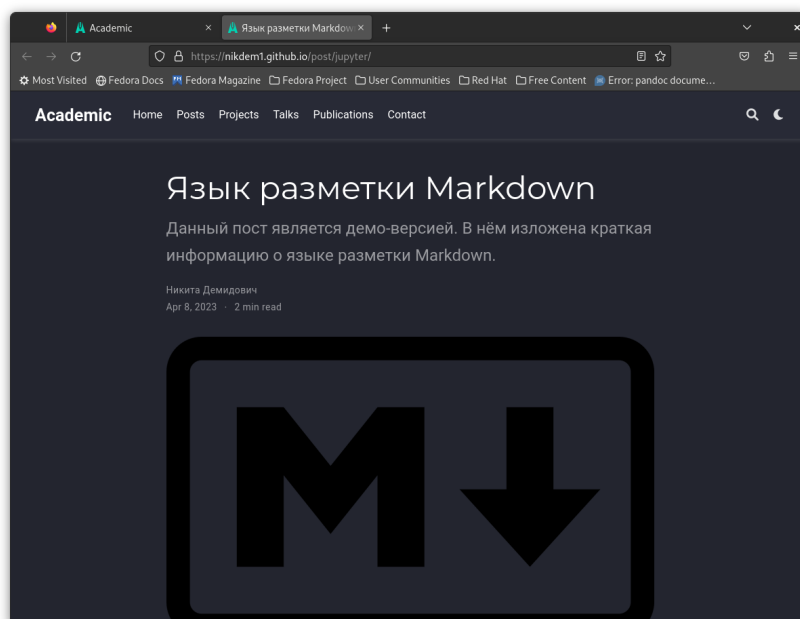 Academic
Язык разметки Markdow
https://nikdem1.github.io/post/jupyter/
Most Visited Fedora Docs Fedora Magazine Fedora Project User Communities Red Hat Free Content Error: pandoc docume…
Academic Home Posts Projects Talks Publications Contact
Язык разметки Markdown
Данный пост является демо-версией. В нём изложена краткая
информацию о языке разметки Markdown.
Никита Демидович
Apr 8, 2023 · 2 min read
M